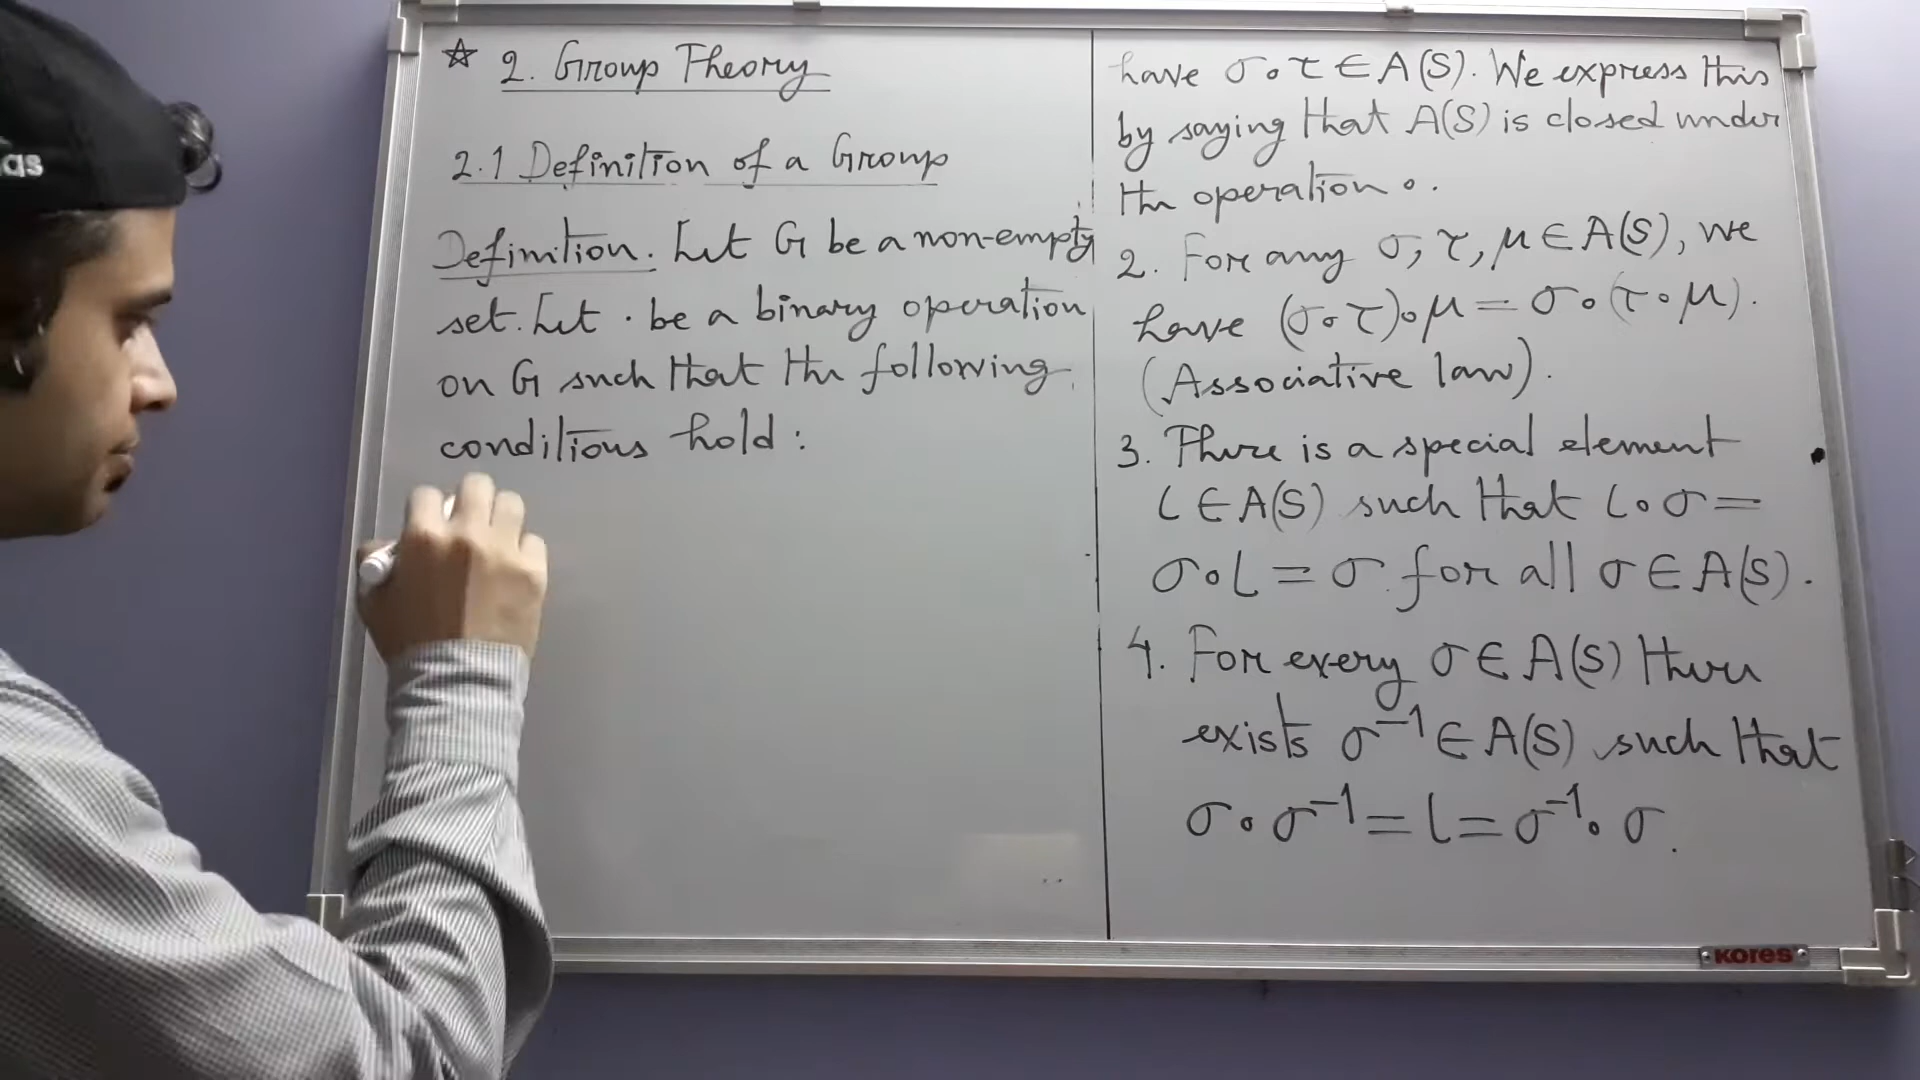 ☆ 2. Group Theory
2.1 Definition of a Group
Definition. Let G be a non-empty
set. Let · be a binary operation
on G such that the following
conditions hold:
have σ∘τ ∈ A(S). We express this
by saying that A(S) is closed under
the operation ∘.
2. For any σ, τ, μ ∈ A(S), we
have (σ∘τ)∘μ = σ∘(τ∘μ).
(Associative law).
3. There is a special element
ι ∈ A(S) such that ι∘σ =
σ∘ι = σ for all σ ∈ A(S).
4. For every σ ∈ A(S) there
exists σ⁻¹ ∈ A(S) such that
σ∘σ⁻¹ = ι = σ⁻¹∘σ.
KORES